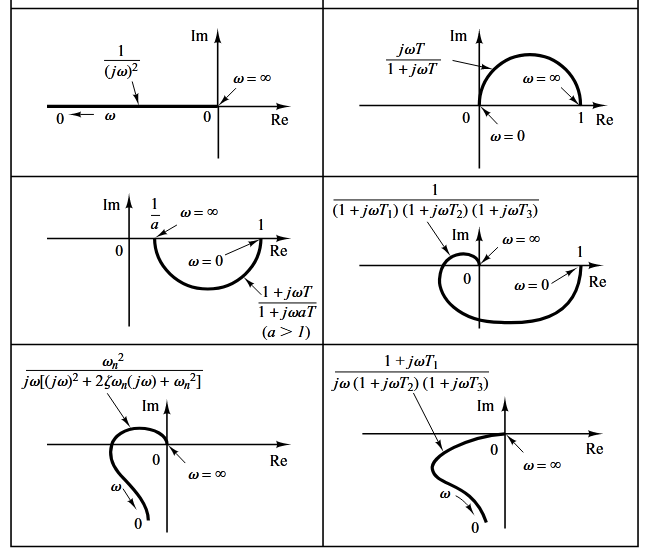 Im
1
(jω)²
ω = ∞
0
ω
0
Re
Im
jωT
1 + jωT
ω = ∞
0
1
Re
ω = 0
Im
1
a
ω = ∞
1
0
Re
ω = 0
1 + jωT
1 + jωaT
(a > 1)
1
(1 + jωT₁) (1 + jωT₂) (1 + jωT₃)
Im
ω = ∞
1
0
ω = 0
Re
ωₙ²
jω[(jω)² + 2ζωₙ(jω) + ωₙ²]
Im
0
Re
ω = ∞
ω
0
1 + jωT₁
jω (1 + jωT₂) (1 + jωT₃)
Im
0
Re
ω = ∞
ω
0